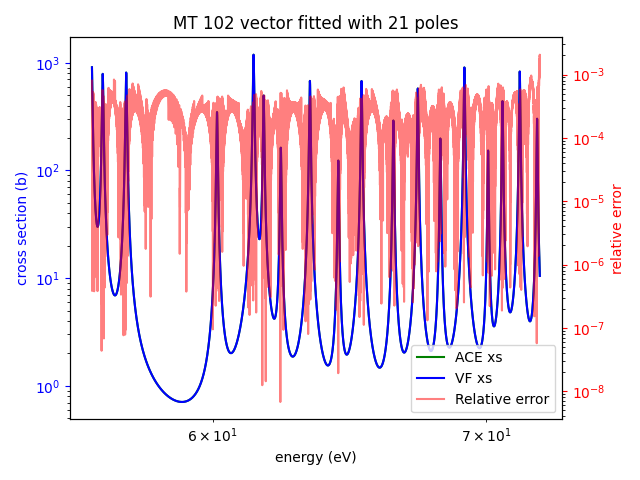 MT 102 vector fitted with 21 poles
cross section (b)
10³
10²
10¹
10⁰
10⁻³
10⁻⁴
10⁻⁵
10⁻⁶
10⁻⁷
10⁻⁸
relative error
ACE xs
VF xs
Relative error
6 × 10¹
7 × 10¹
energy (eV)